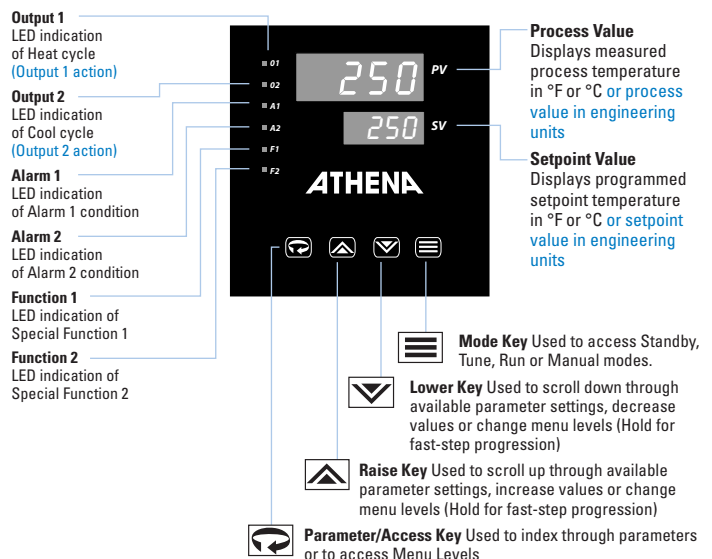 Output 1
LED indication
of Heat cycle
(Output 1 action)
Output 2
LED indication
of Cool cycle
(Output 2 action)
Alarm 1
LED indication
of Alarm 1 condition
Alarm 2
LED indication
of Alarm 2 condition
Function 1
LED indication of
Special Function 1
Function 2
LED indication of
Special Function 2
01
02
A1
A2
F1
F2
250 PV
250 SV
ATHENA
Process Value
Displays measured
process temperature
in °F or °C or process
value in engineering
units
Setpoint Value
Displays programmed
setpoint temperature
in °F or °C or setpoint
value in engineering
units
Mode Key Used to access Standby,
Tune, Run or Manual modes.
Lower Key Used to scroll down through
available parameter settings, decrease
values or change menu levels (Hold for
fast-step progression)
Raise Key Used to scroll up through available
parameter settings, increase values or change
menu levels (Hold for fast-step progression)
Parameter/Access Key Used to index through parameters
or to access Menu Levels